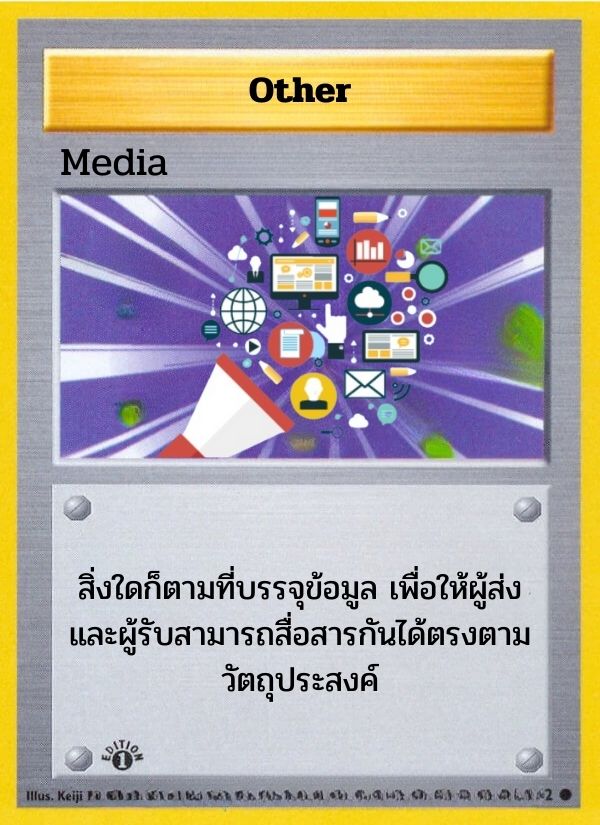 Other
Media
สิ่งใดก็ตามที่บรรจุข้อมูล เพื่อให้ผู้ส่ง
และผู้รับสามารถสื่อสารกันได้ตรงตาม
วัตถุประสงค์
EDITION
1
Illus. Keiji